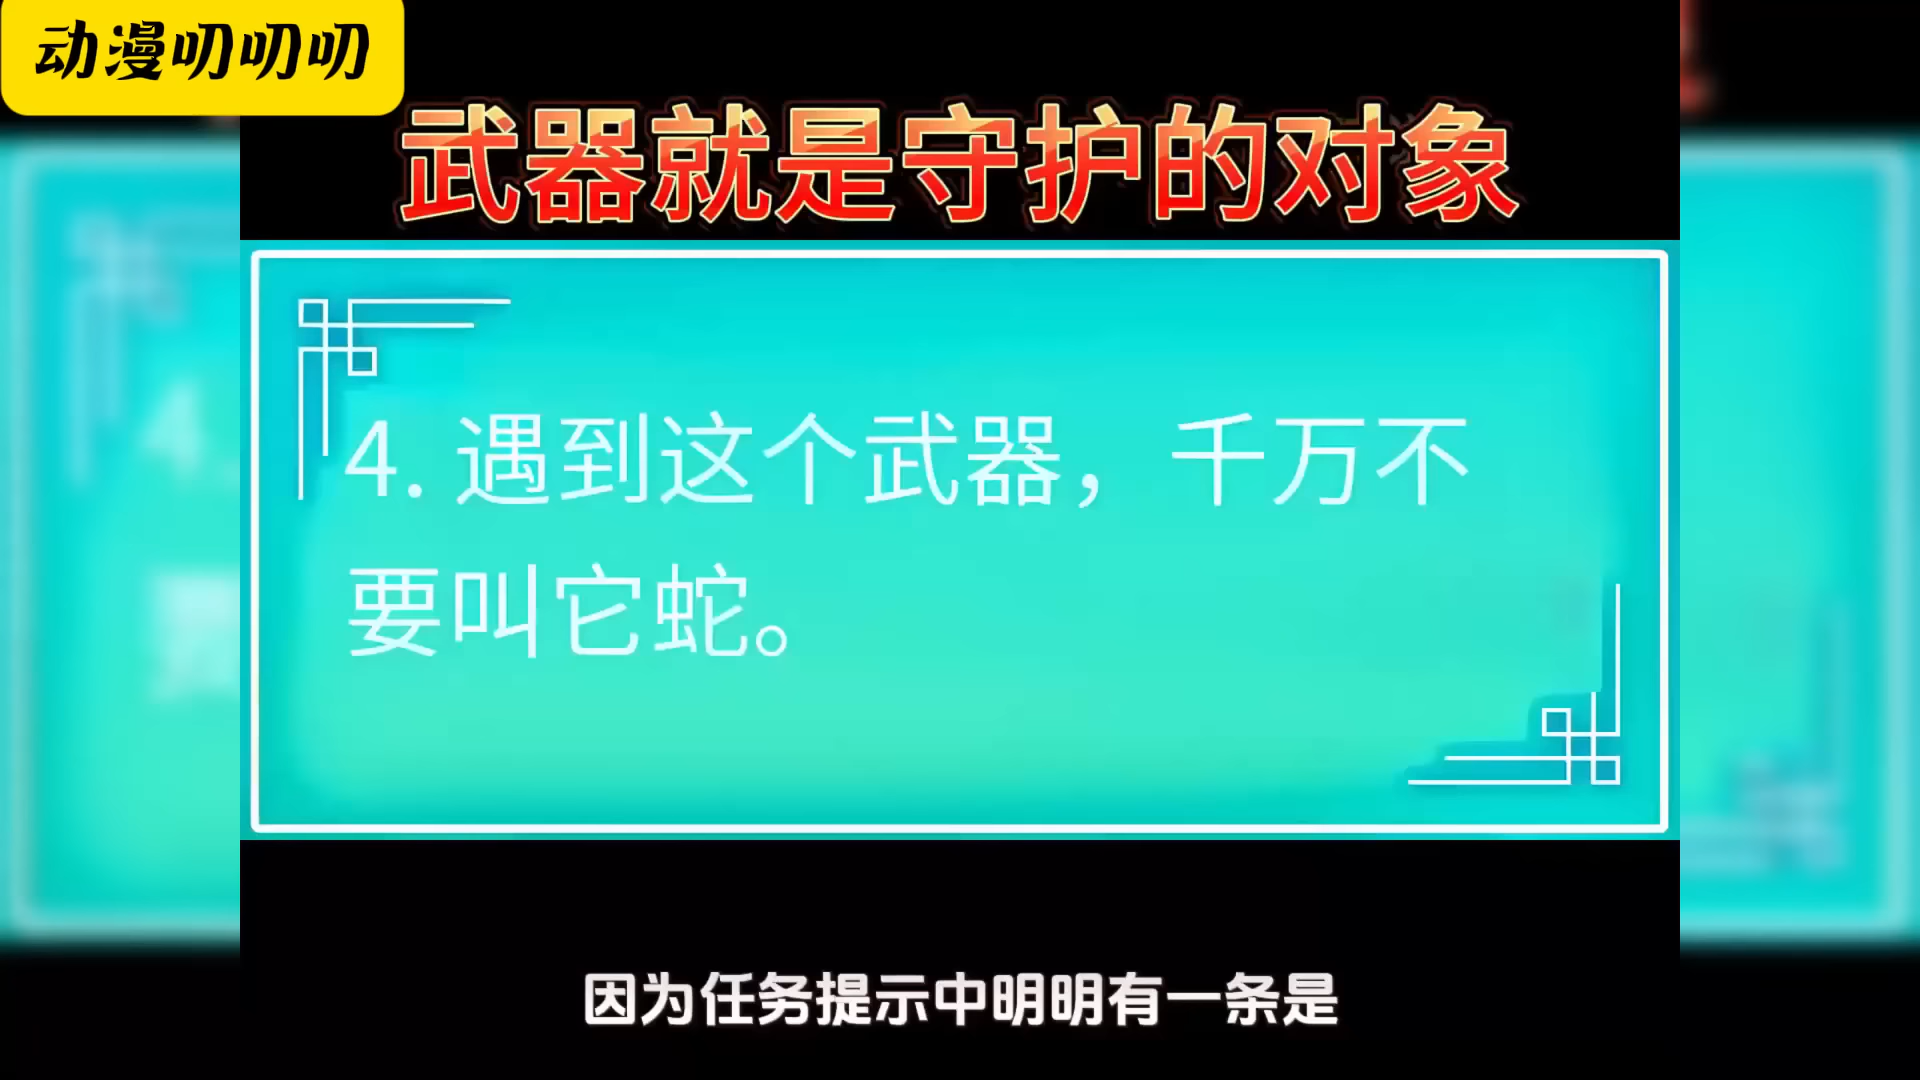 动漫叨叨叨
武器就是守护的对象
4. 遇到这个武器，千万不
要叫它蛇。
因为任务提示中明明有一条是